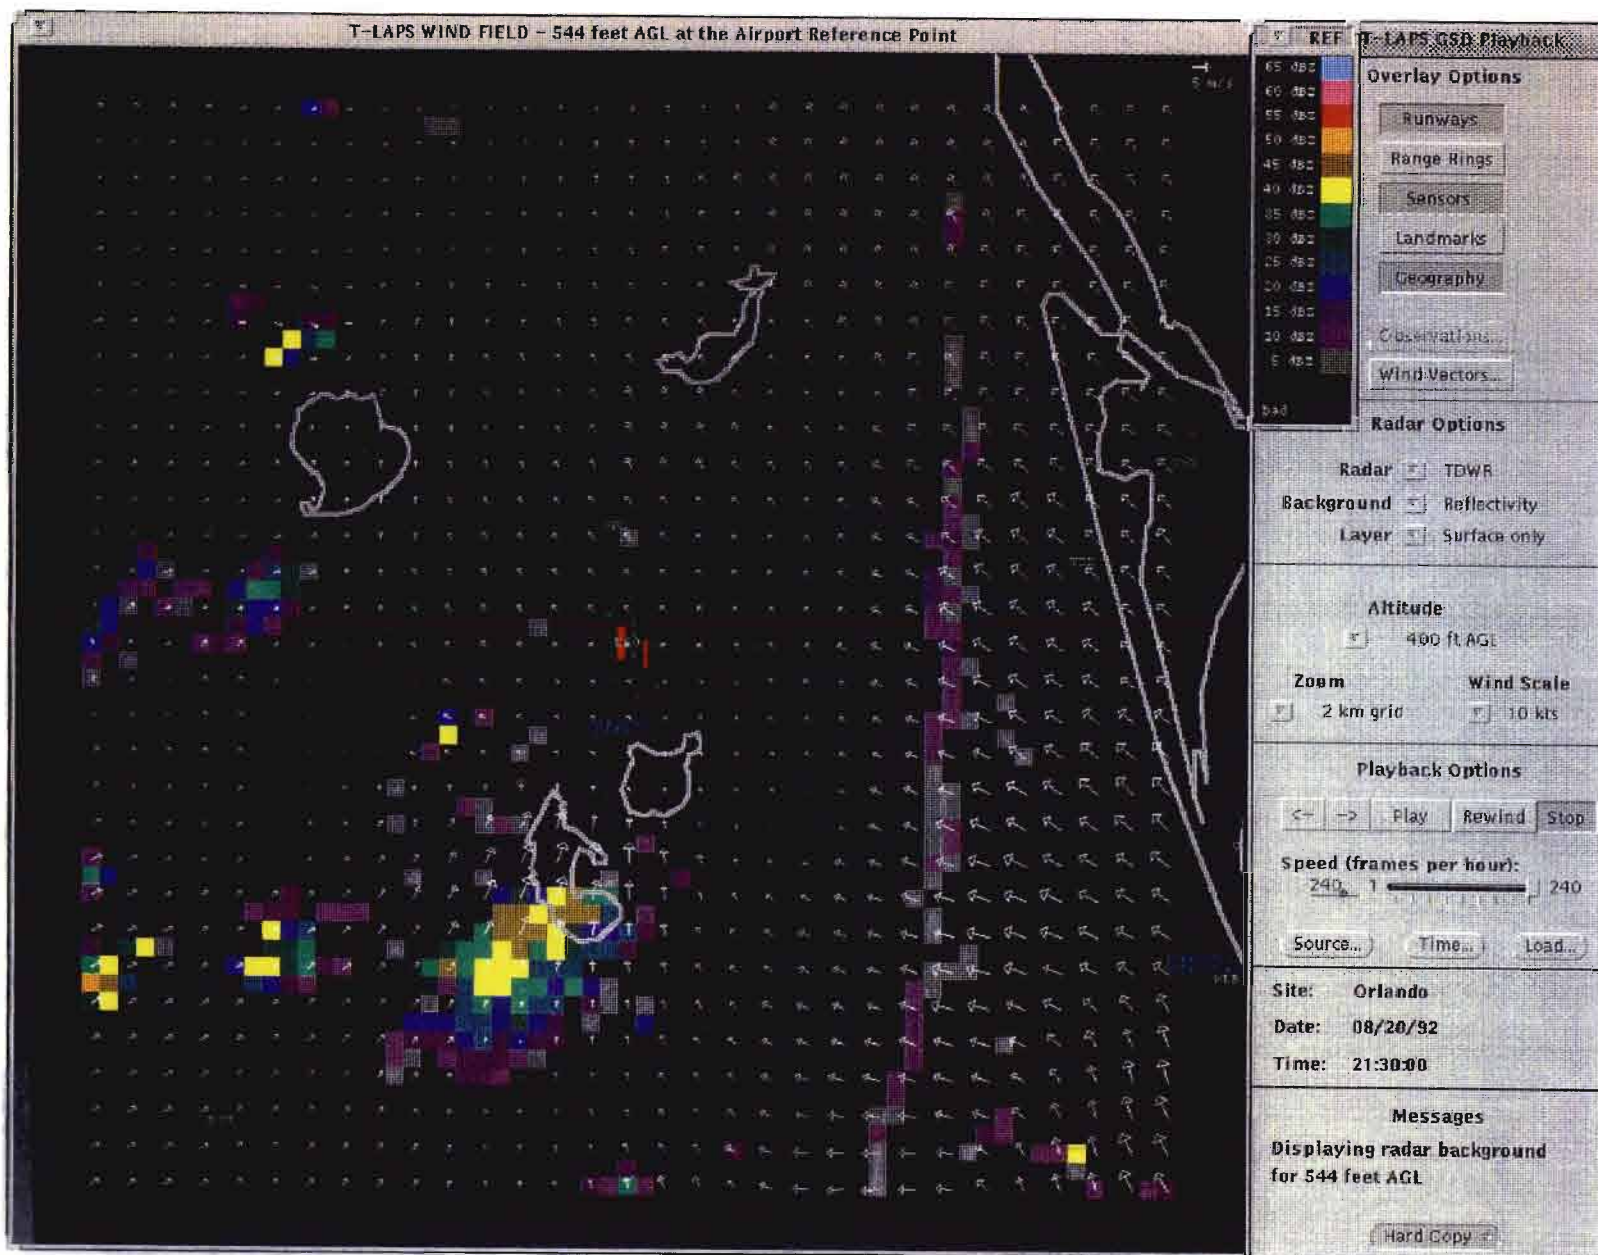 T-LAPS WIND FIELD - 544 feet AGL at the Airport Reference Point
5 m/s
REF
65 dBZ
60 dBZ
55 dBZ
50 dBZ
45 dBZ
40 dBZ
35 dBZ
30 dBZ
25 dBZ
20 dBZ
15 dBZ
10 dBZ
5 dBZ
bad
T-LAPS GSD Playback
Overlay Options
Runways
Range Rings
Sensors
Landmarks
Geography
Observations...
Wind Vectors...
Radar Options
Radar TDWR
Background Reflectivity
Layer Surface only
Altitude
400 ft AGL
Zoom Wind Scale
2 km grid 10 kts
Playback Options
<- -> Play Rewind Stop
Speed (frames per hour):
240 1 240
Source... Time... Load...
Site: Orlando
Date: 08/20/92
Time: 21:30:00
Messages
Displaying radar background
for 544 feet AGL
Hard Copy